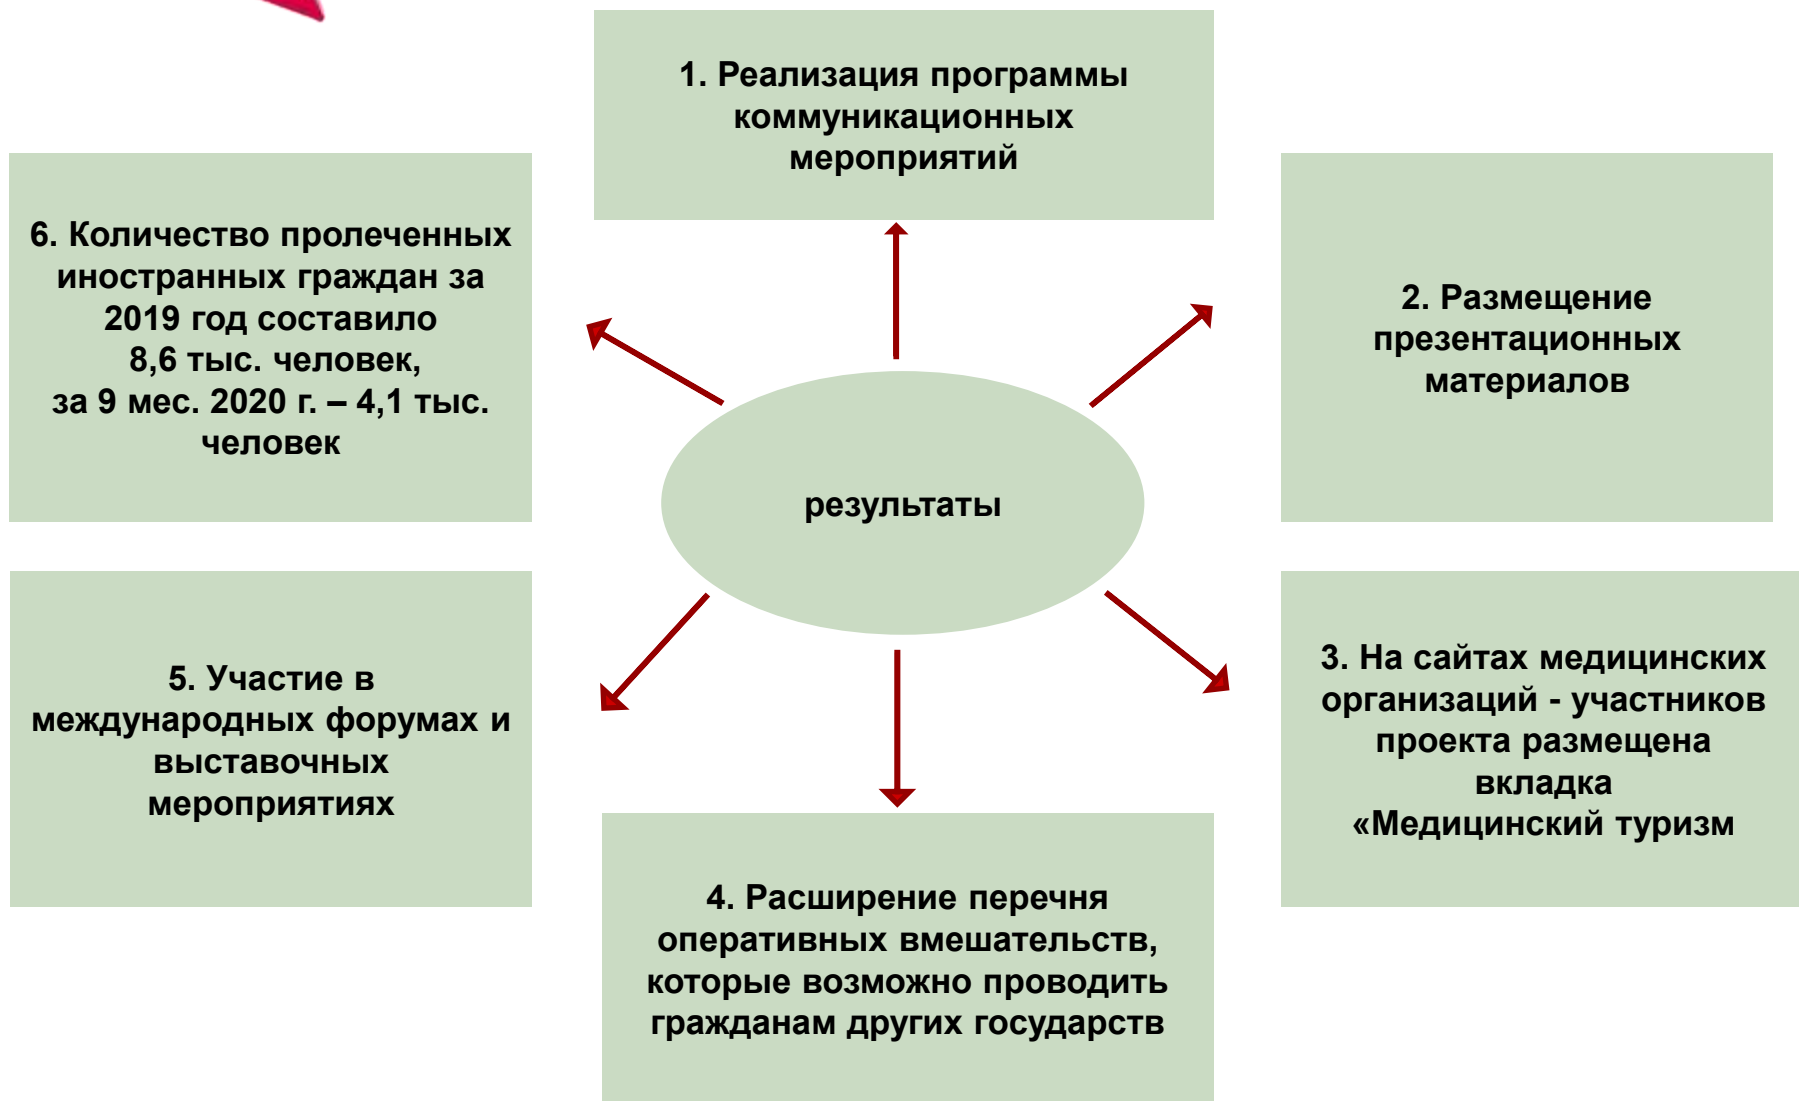 1. Реализация программы
коммуникационных
мероприятий
2. Размещение
презентационных
материалов
3. На сайтах медицинских
организаций - участников
проекта размещена
вкладка
«Медицинский туризм
4. Расширение перечня
оперативных вмешательств,
которые возможно проводить
гражданам других государств
5. Участие в
международных форумах и
выставочных
мероприятиях
6. Количество пролеченных
иностранных граждан за
2019 год составило
8,6 тыс. человек,
за 9 мес. 2020 г. – 4,1 тыс.
человек
результаты